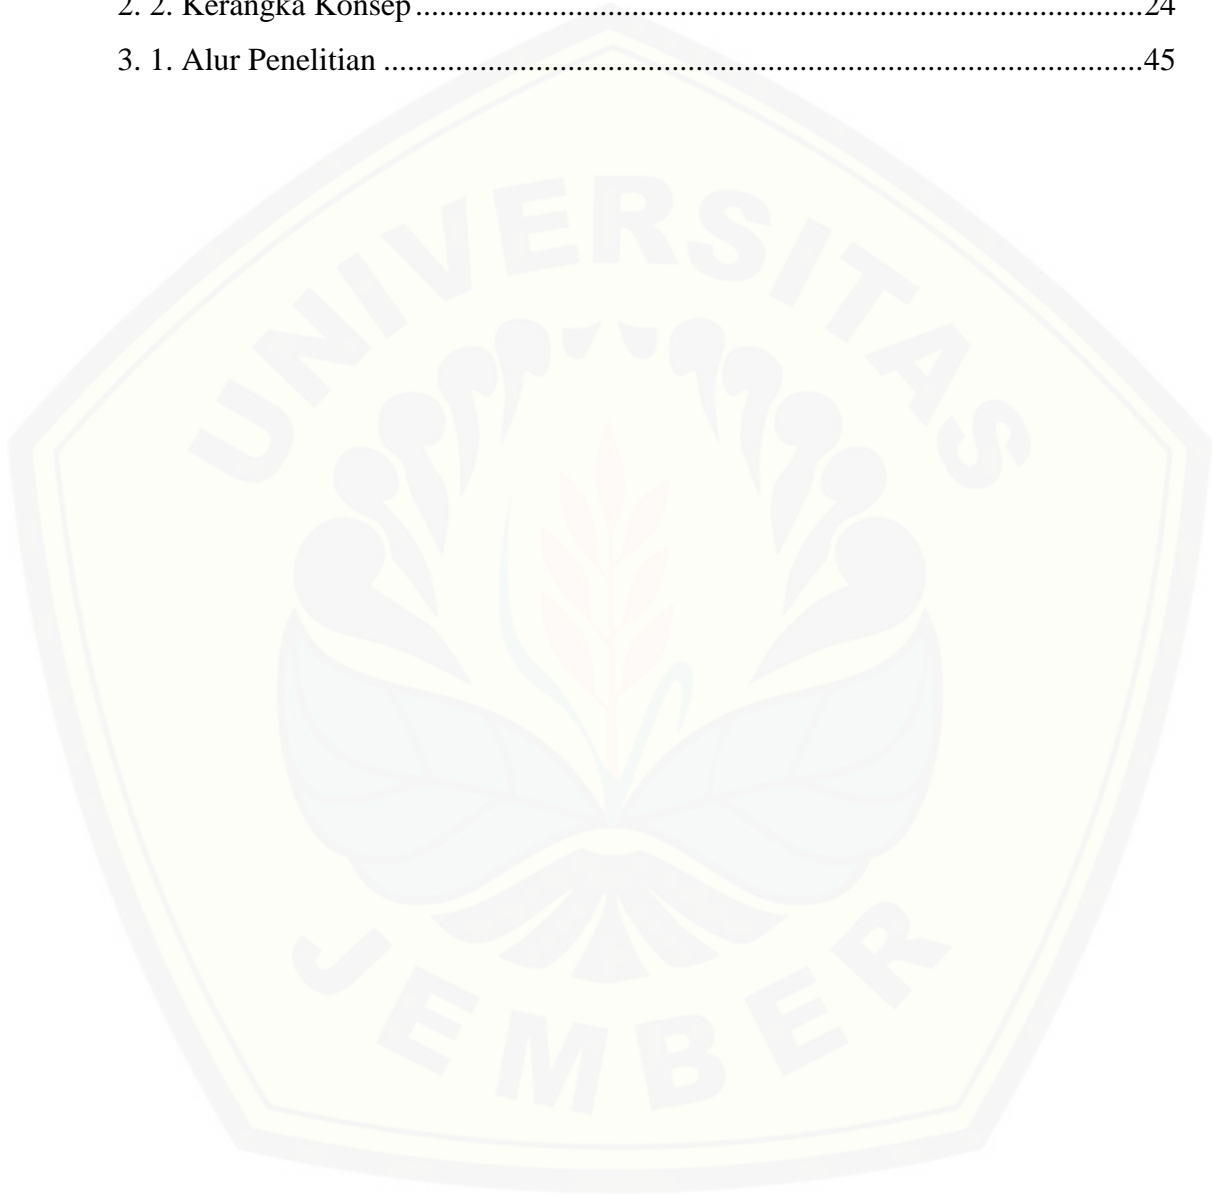 2. 2. Kerangka Konsep............................................................................................24
3. 1. Alur Penelitian ................................................................................................45
UNIVERSITAS
JEMBER